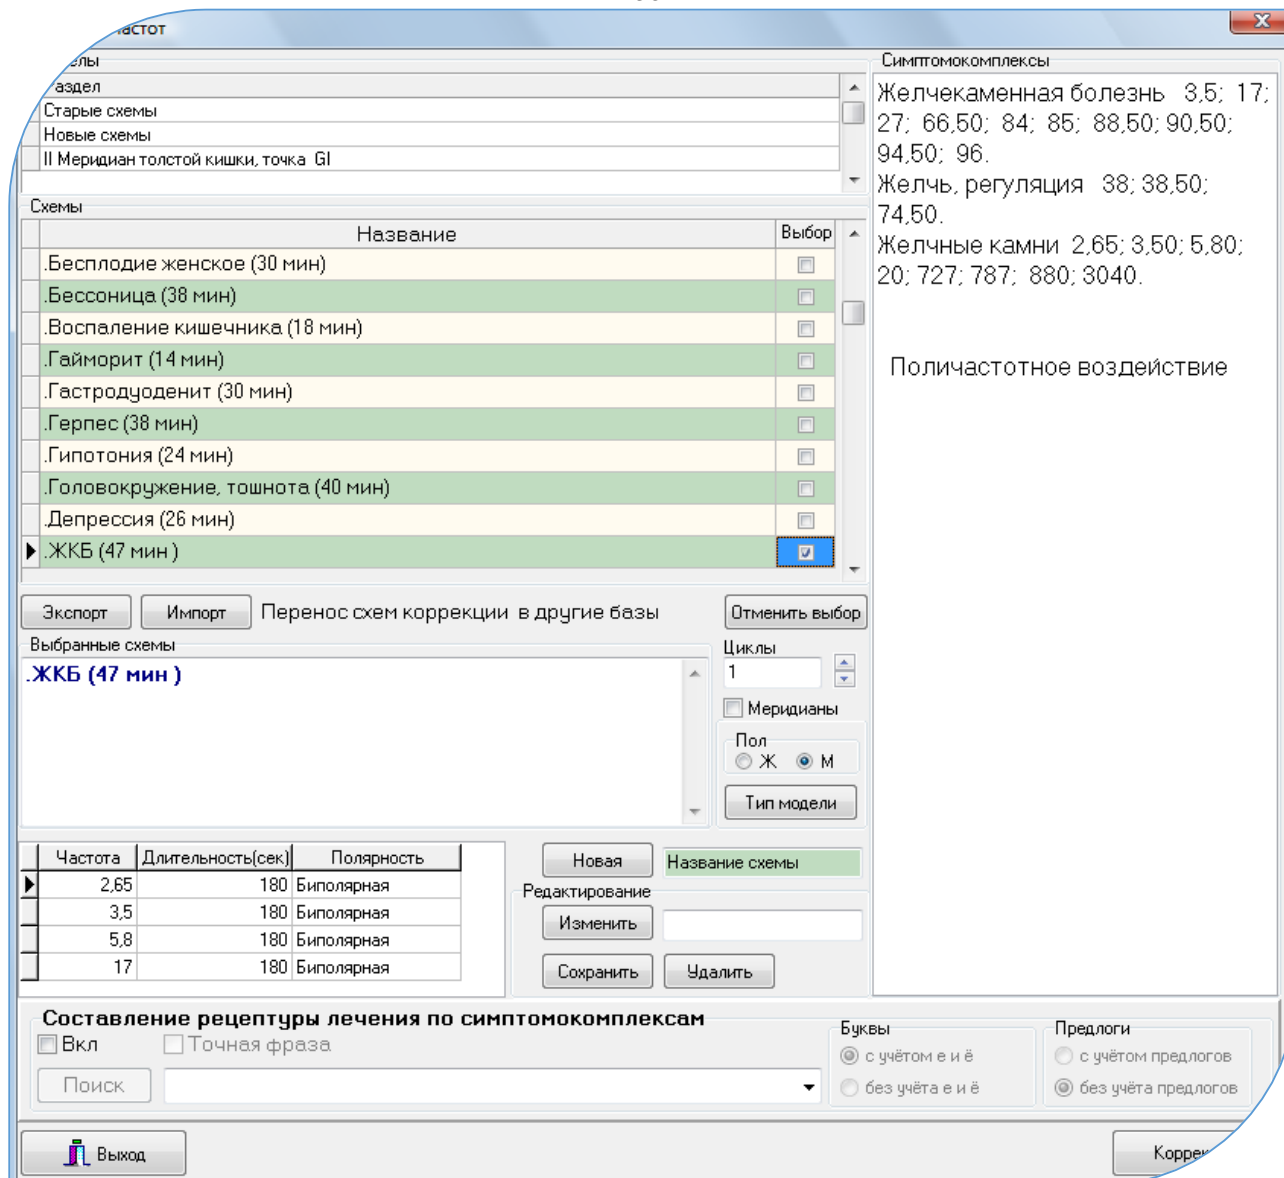 Симптомокомплексы
Раздел
Старые схемы
Новые схемы
II Меридиан толстой кишки, точка GI
Схемы
Название Выбор
.Бесплодие женское (30 мин)
.Бессоница (38 мин)
.Воспаление кишечника (18 мин)
.Гайморит (14 мин)
.Гастродуоденит (30 мин)
.Герпес (38 мин)
.Гипотония (24 мин)
.Головокружение, тошнота (40 мин)
.Депрессия (26 мин)
.ЖКБ (47 мин )
Экспорт Импорт Перенос схем коррекции в другие базы Отменить выбор
Выбранные схемы
.ЖКБ (47 мин )
Циклы
1
Меридианы
Пол
Ж М
Тип модели
Частота Длительность(сек) Полярность
2,65 180 Биполярная
3,5 180 Биполярная
5,8 180 Биполярная
17 180 Биполярная
Новая Название схемы
Редактирование
Изменить
Сохранить Удалить
Желчекаменная болезнь 3,5; 17;
27; 66,50; 84; 85; 88,50; 90,50;
94,50; 96.
Желчь, регуляция 38; 38,50;
74,50.
Желчные камни 2,65; 3,50; 5,80;
20; 727; 787; 880; 3040.
Поличастотное воздействие
Составление рецептуры лечения по симптомокомплексам
Вкл Точная фраза
Поиск
Буквы
с учётом е и ё
без учёта е и ё
Предлоги
с учётом предлогов
без учёта предлогов
Выход